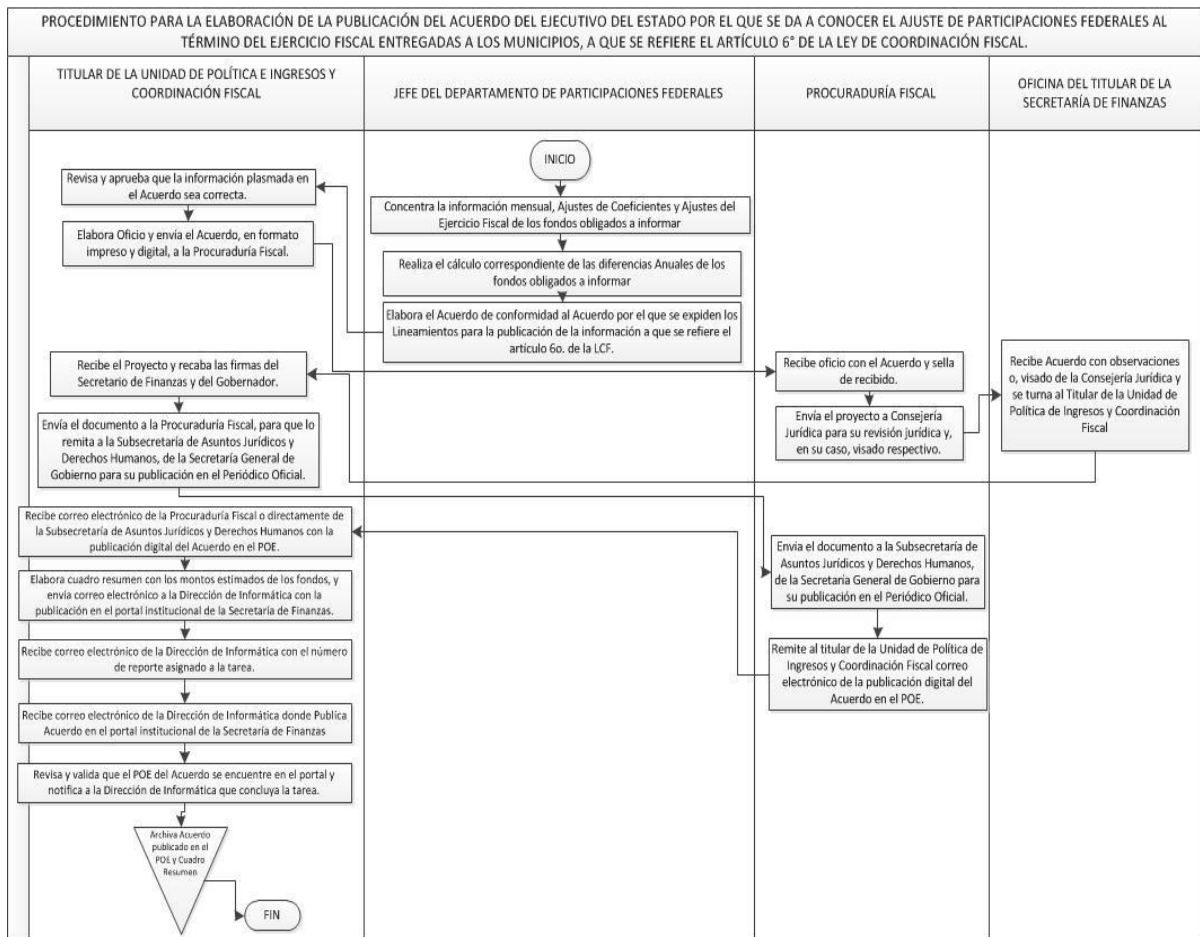 PROCEDIMIENTO PARA LA ELABORACIÓN DE LA PUBLICACIÓN DEL ACUERDO DEL EJECUTIVO DEL ESTADO POR EL QUE SE DA A CONOCER EL AJUSTE DE PARTICIPACIONES FEDERALES AL
TÉRMINO DEL EJERCICIO FISCAL ENTREGADAS A LOS MUNICIPIOS, A QUE SE REFIERE EL ARTÍCULO 6° DE LA LEY DE COORDINACIÓN FISCAL.
TITULAR DE LA UNIDAD DE POLÍTICA E INGRESOS Y
COORDINACIÓN FISCAL
JEFE DEL DEPARTAMENTO DE PARTICIPACIONES FEDERALES
PROCURADURÍA FISCAL
OFICINA DEL TITULAR DE LA
SECRETARÍA DE FINANZAS
INICIO
Concentra la información mensual, Ajustes de Coeficientes y Ajustes del
Ejercicio Fiscal de los fondos obligados a informar
Realiza el cálculo correspondiente de las diferencias Anuales de los
fondos obligados a informar
Elabora el Acuerdo de conformidad al Acuerdo por el que se expiden los
Lineamientos para la publicación de la información a que se refiere el
artículo 6o. de la LCF.
Revisa y aprueba que la información plasmada en
el Acuerdo sea correcta.
Elabora Oficio y envía el Acuerdo, en formato
impreso y digital, a la Procuraduría Fiscal.
Recibe oficio con el Acuerdo y sella
de recibido.
Envía el proyecto a Consejería
Jurídica para su revisión jurídica y,
en su caso, visado respectivo.
Recibe Acuerdo con observaciones
o, visado de la Consejería Jurídica y
se turna al Titular de la Unidad de
Política de Ingresos y Coordinación
Fiscal
Recibe el Proyecto y recaba las firmas del
Secretario de Finanzas y del Gobernador.
Envía el documento a la Procuraduría Fiscal, para que lo
remita a la Subsecretaría de Asuntos Jurídicos y
Derechos Humanos, de la Secretaría General de
Gobierno para su publicación en el Periódico Oficial.
Envia el documento a la Subsecretaría de
Asuntos Jurídicos y Derechos Humanos,
de la Secretaría General de Gobierno para
su publicación en el Periódico Oficial.
Remite al titular de la Unidad de Política de
Ingresos y Coordinación Fiscal correo
electrónico de la publicación digital del
Acuerdo en el POE.
Recibe correo electrónico de la Procuraduría Fiscal o directamente de
la Subsecretaría de Asuntos Jurídicos y Derechos Humanos con la
publicación digital del Acuerdo en el POE.
Elabora cuadro resumen con los montos estimados de los fondos, y
envia correo electrónico a la Dirección de Informática con la
publicación en el portal institucional de la Secretaría de Finanzas.
Recibe correo electrónico de la Dirección de Informática con el número
de reporte asignado a la tarea.
Recibe correo electrónico de la Dirección de Informática donde Publica
Acuerdo en el portal institucional de la Secretaría de Finanzas
Revisa y valida que el POE del Acuerdo se encuentre en el portal y
notifica a la Dirección de Informática que concluya la tarea.
Archiva Acuerdo
publicado en el
POE y Cuadro
Resumen
FIN